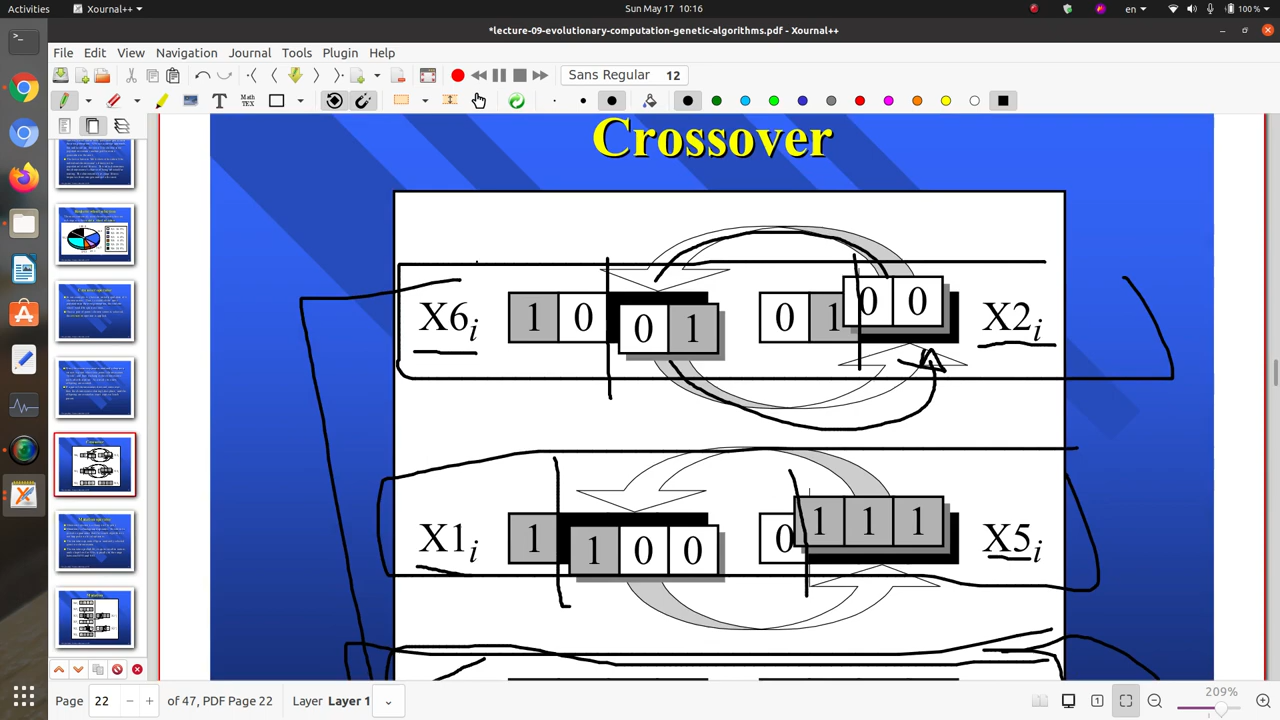 Activities Xournal++ Sun May 17 10:16 en 100 %
*lecture-09-evolutionary-computation-genetic-algorithms.pdf - Xournal++
File Edit View Navigation Journal Tools Plugin Help
Sans Regular 12
T MATH TEX
Crossover
X6i 1 0 0 1 0 1 0 0 X2i
X1i 1 1 0 0 0 1 1 1 X5i
Page 22 of 47, PDF Page 22 Layer Layer 1 209%